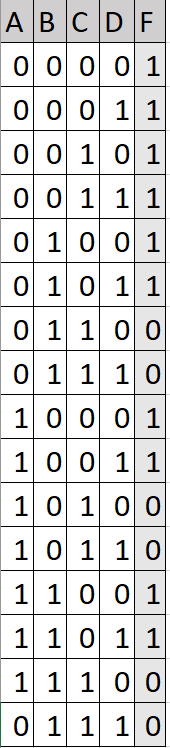 A B C D F
0 0 0 0 1
0 0 0 1 1
0 0 1 0 1
0 0 1 1 1
0 1 0 0 1
0 1 0 1 1
0 1 1 0 0
0 1 1 1 0
1 0 0 0 1
1 0 0 1 1
1 0 1 0 0
1 0 1 1 0
1 1 0 0 1
1 1 0 1 1
1 1 1 0 0
0 1 1 1 0